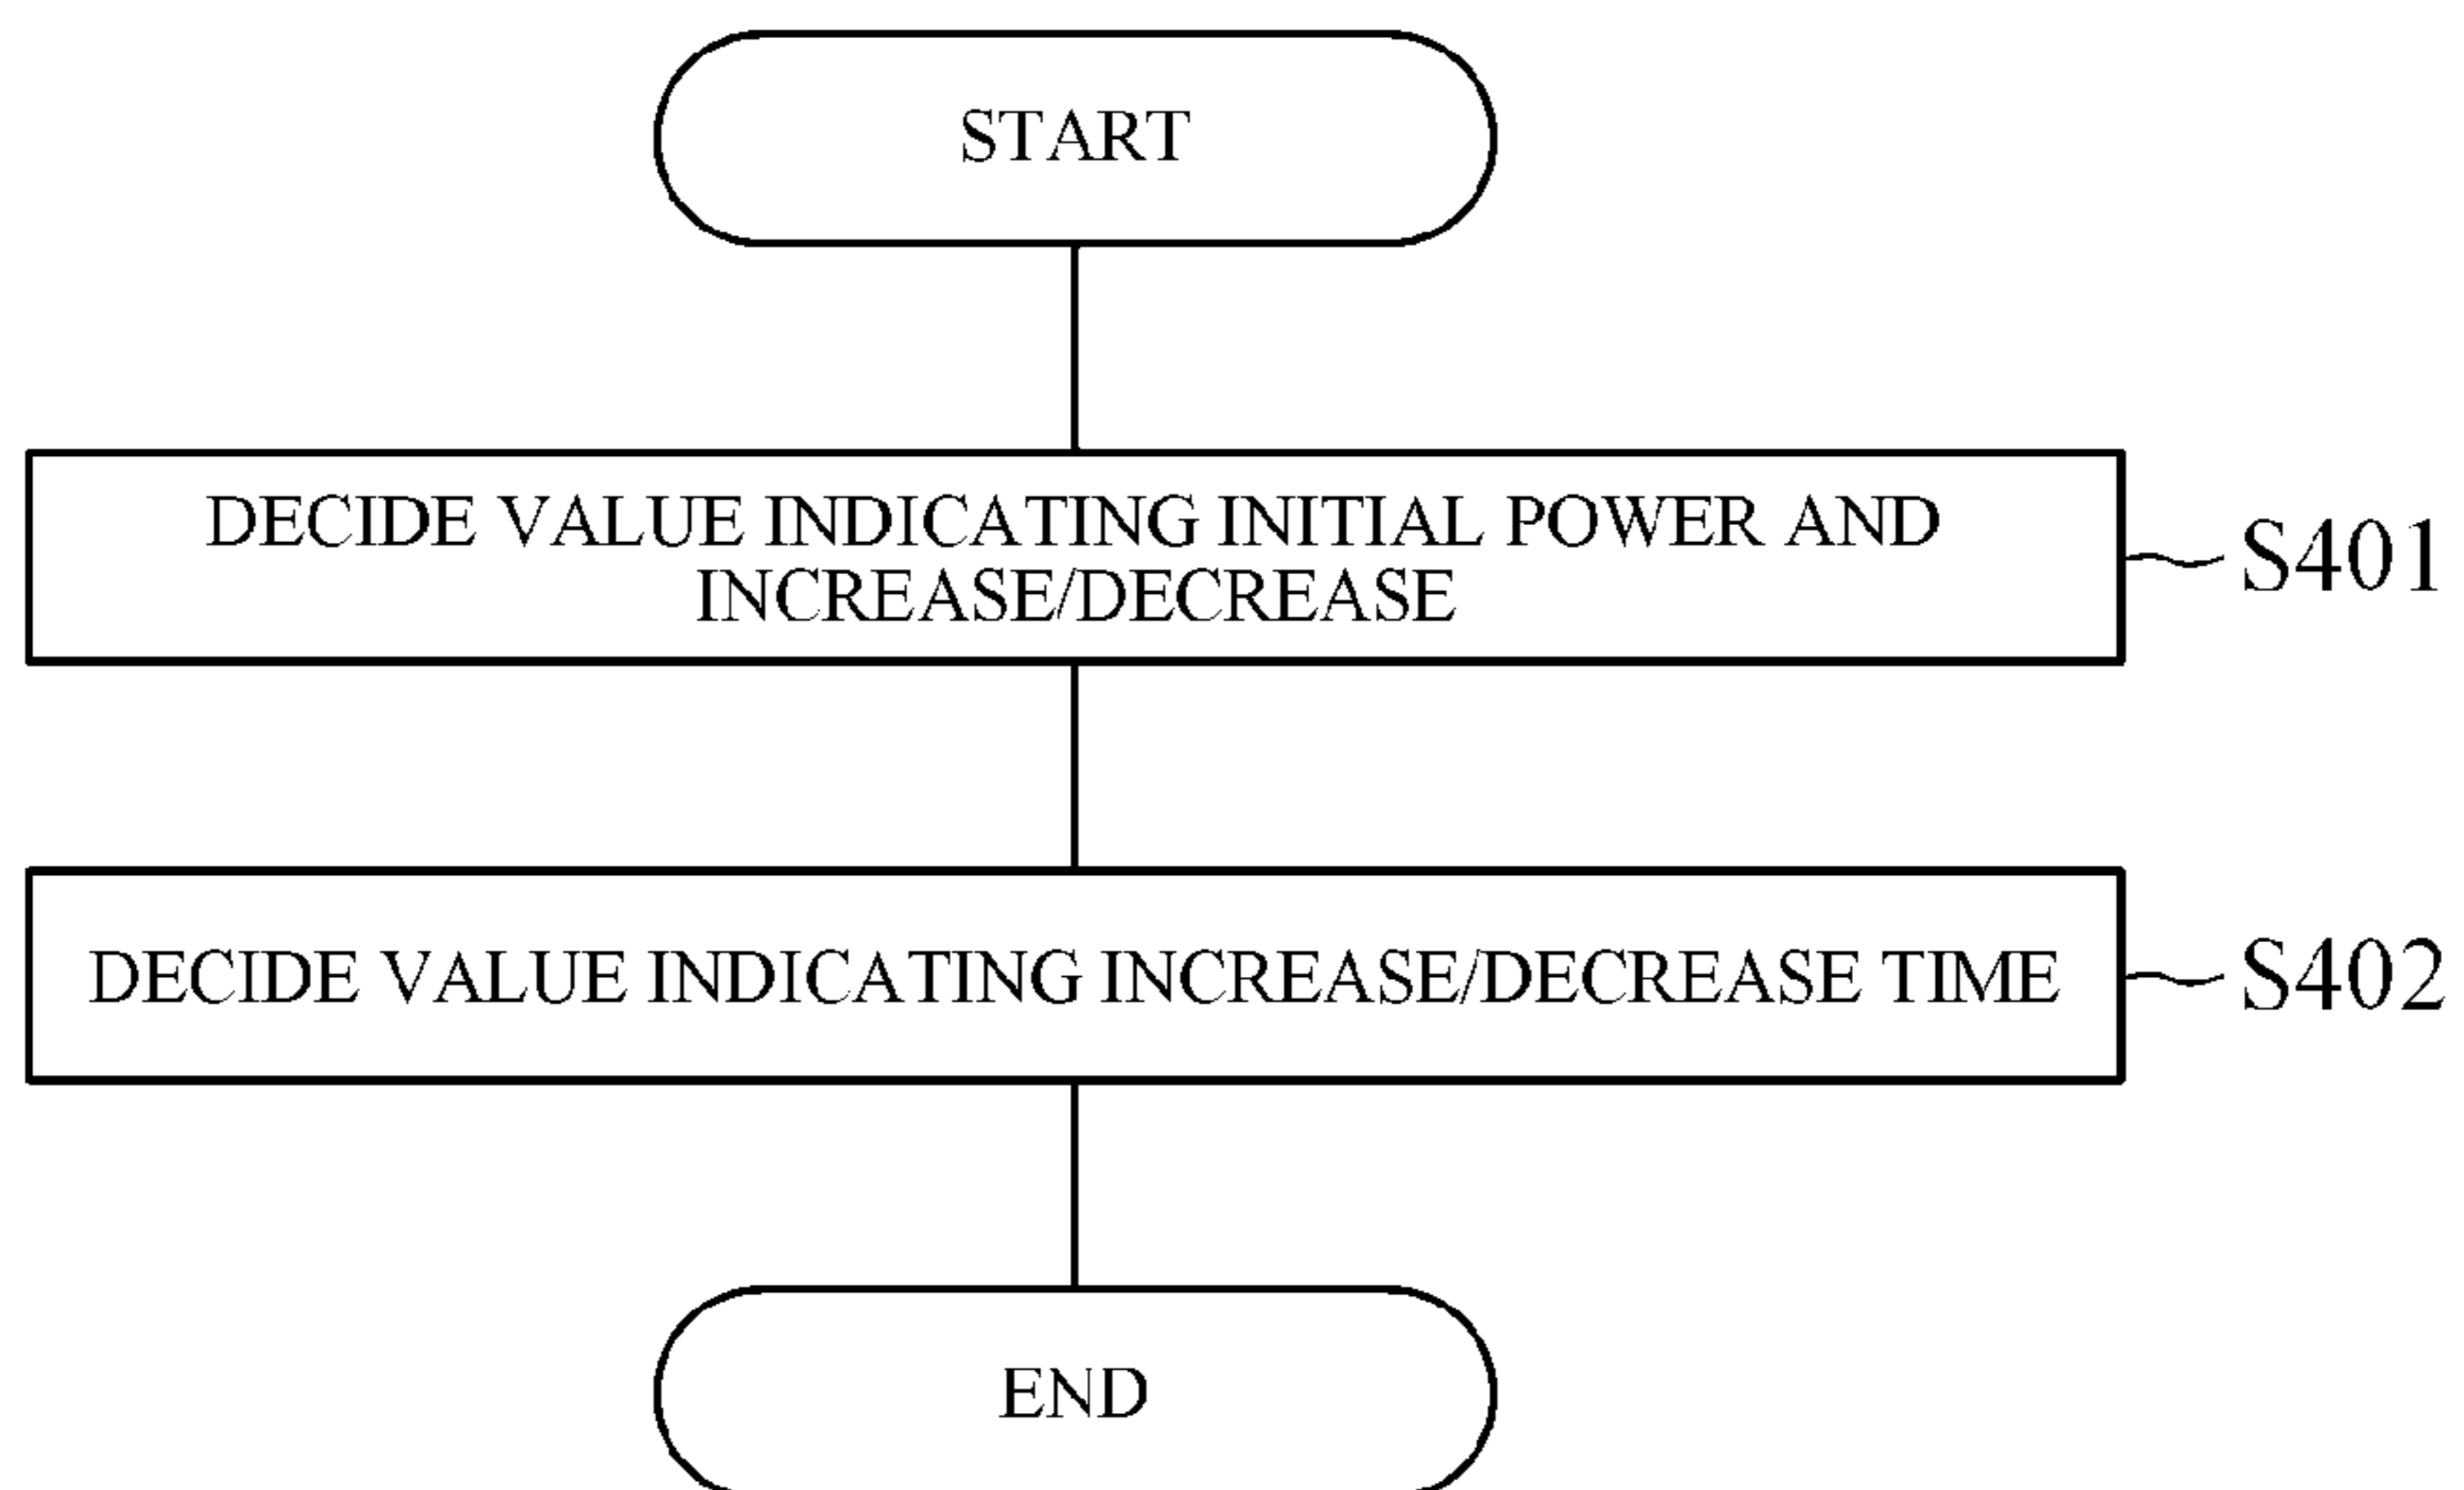 START
DECIDE VALUE INDICATING INITIAL POWER AND
INCREASE/DECREASE
S401
DECIDE VALUE INDICATING INCREASE/DECREASE TIME
S402
END